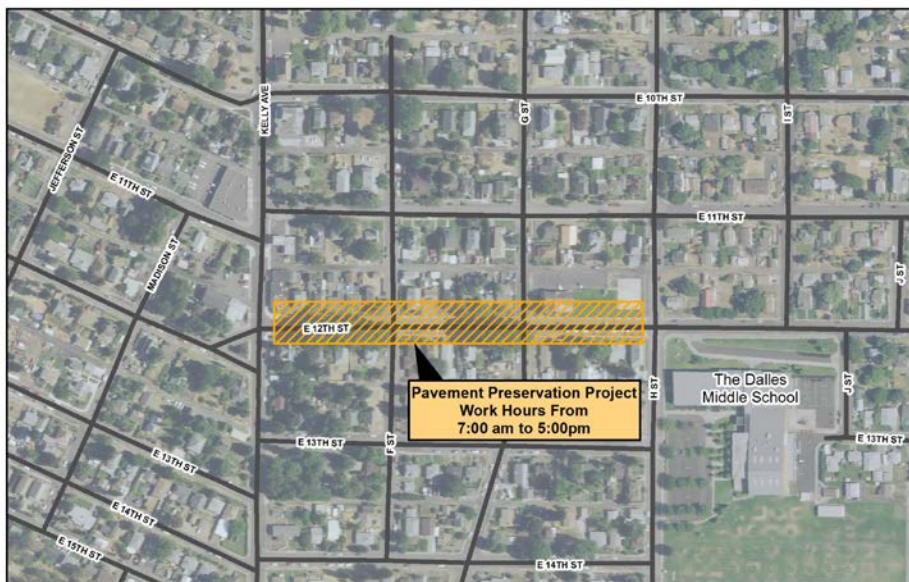 E 10TH ST
KELLY AVE
G ST
I ST
JEFFERSON ST
E 11TH ST
E 11TH ST
MADISON ST
J ST
E 12TH ST
Pavement Preservation Project
Work Hours From
7:00 am to 5:00pm
H ST
The Dalles
Middle School
J ST
E 13TH ST
E 13TH ST
F ST
E 13TH ST
E 14TH ST
E 15TH ST
E 14TH ST